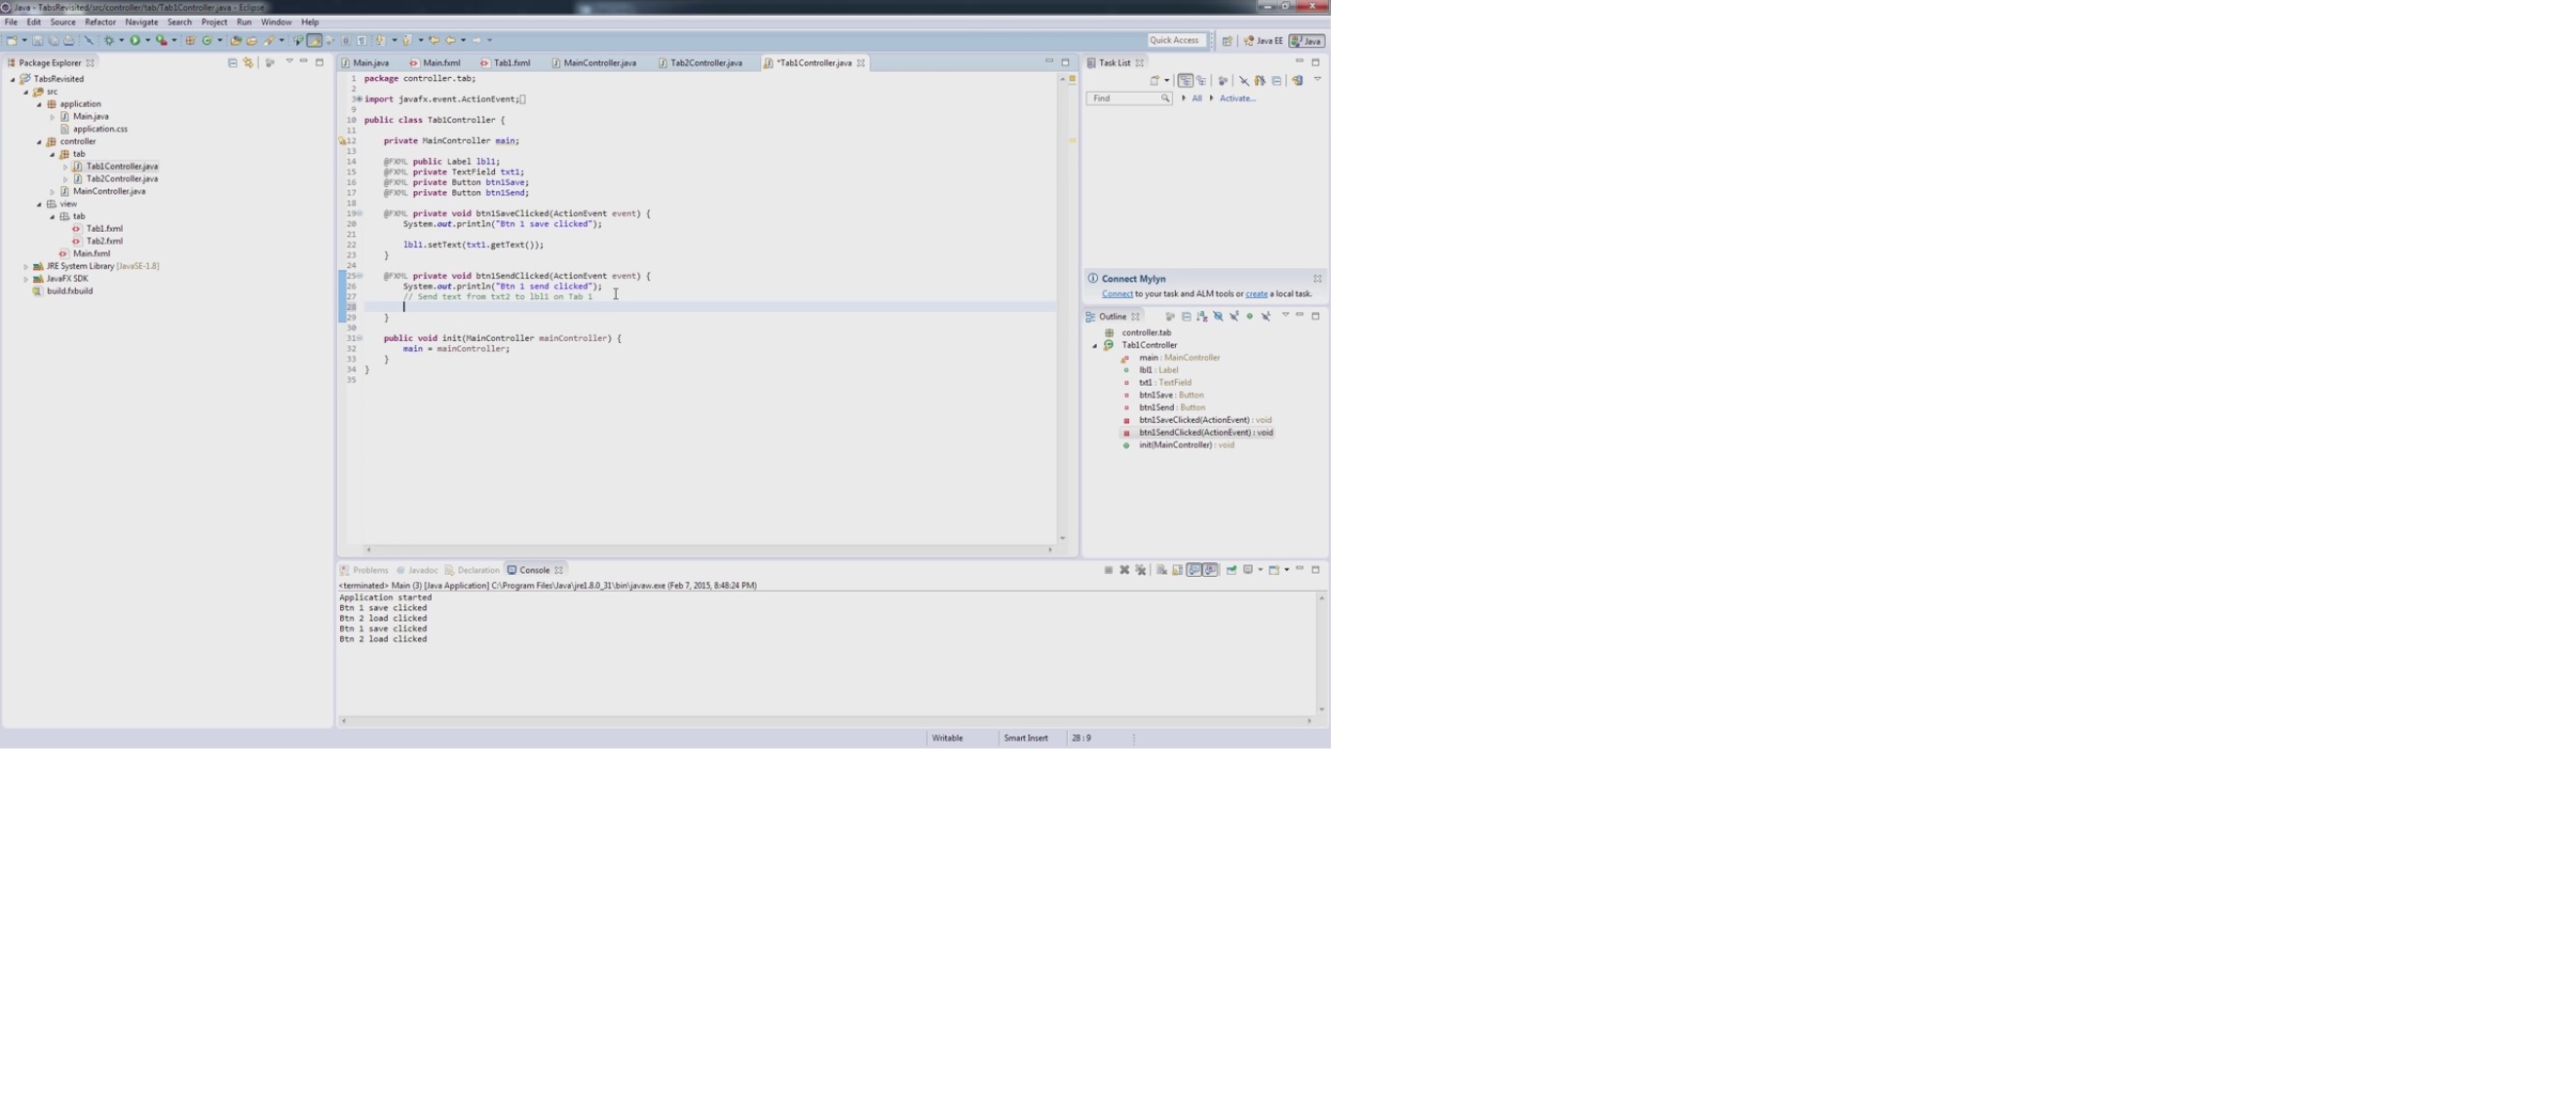 Java - TabsRevisited/src/controller/tab/Tab1Controller.java - Eclipse
File Edit Source Refactor Navigate Search Project Run Window Help
Quick Access Java EE Java
Package Explorer
TabsRevisited
src
application
Main.java
application.css
controller
tab
Tab1Controller.java
Tab2Controller.java
MainController.java
view
tab
Tab1.fxml
Tab2.fxml
Main.fxml
JRE System Library [JavaSE-1.8]
JavaFX SDK
build.fxbuild
Main.java Main.fxml Tab1.fxml MainController.java Tab2Controller.java *Tab1Controller.java
1 package controller.tab;
2
3 import javafx.event.ActionEvent;
9
10 public class Tab1Controller {
11
12 private MainController main;
13
14 @FXML public Label lbl1;
15 @FXML private TextField txt1;
16 @FXML private Button btn1Save;
17 @FXML private Button btn1Send;
18
19 @FXML private void btn1SaveClicked(ActionEvent event) {
20 System.out.println("Btn 1 save clicked");
21
22 lbl1.setText(txt1.getText());
23 }
24
25 @FXML private void btn1SendClicked(ActionEvent event) {
26 System.out.println("Btn 1 send clicked");
27 // Send text from txt2 to lbl1 on Tab 1
28
29 }
30
31 public void init(MainController mainController) {
32 main = mainController;
33 }
34 }
35
Task List
Find All Activate...
Connect Mylyn
Connect to your task and ALM tools or create a local task.
Outline
controller.tab
Tab1Controller
main : MainController
lbl1 : Label
txt1 : TextField
btn1Save : Button
btn1Send : Button
btn1SaveClicked(ActionEvent) : void
btn1SendClicked(ActionEvent) : void
init(MainController) : void
Problems Javadoc Declaration Console
<terminated> Main (3) [Java Application] C:\Program Files\Java\jre1.8.0_31\bin\javaw.exe (Feb 7, 2015, 8:48:24 PM)
Application started
Btn 1 save clicked
Btn 2 load clicked
Btn 1 save clicked
Btn 2 load clicked
Writable Smart Insert 28 : 9